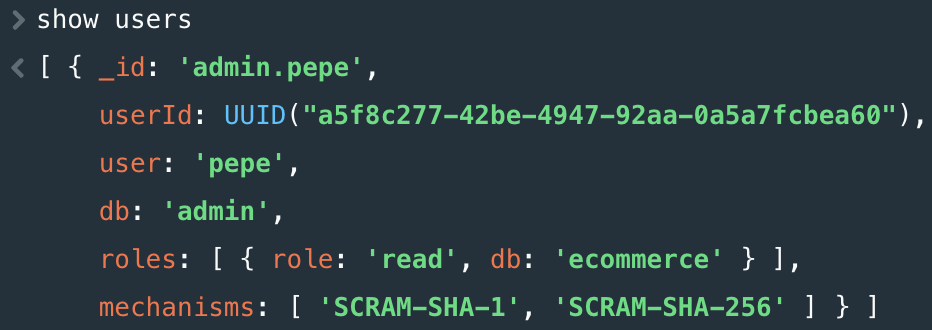 > show users
< [ { _id: 'admin.pepe',
userId: UUID("a5f8c277-42be-4947-92aa-0a5a7fcbea60"),
user: 'pepe',
db: 'admin',
roles: [ { role: 'read', db: 'ecommerce' } ],
mechanisms: [ 'SCRAM-SHA-1', 'SCRAM-SHA-256' ] } ]